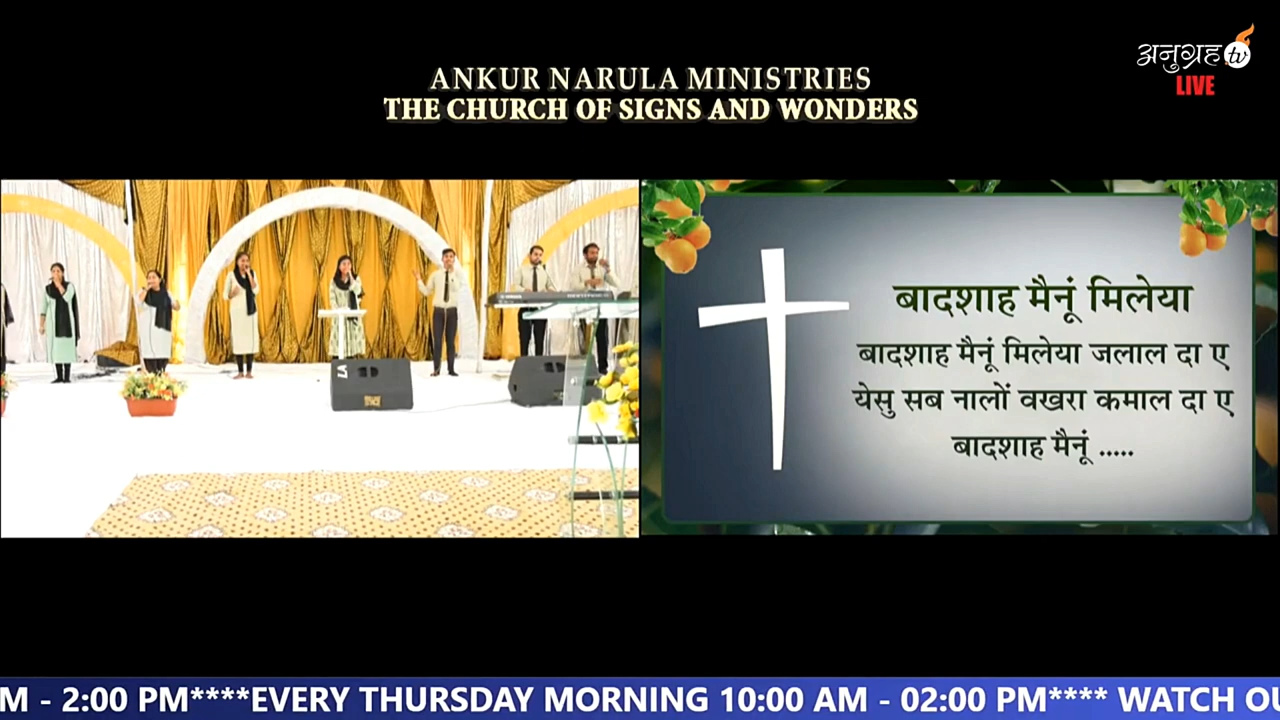 अनुग्रह tv
LIVE
ANKUR NARULA MINISTRIES
THE CHURCH OF SIGNS AND WONDERS
बादशाह मैनूं मिलेया
बादशाह मैनूं मिलेया जलाल दा ए
येसु सब नालों वखरा कमाल दा ए
बादशाह मैनूं .....
M - 2:00 PM****EVERY THURSDAY MORNING 10:00 AM - 02:00 PM**** WATCH OU